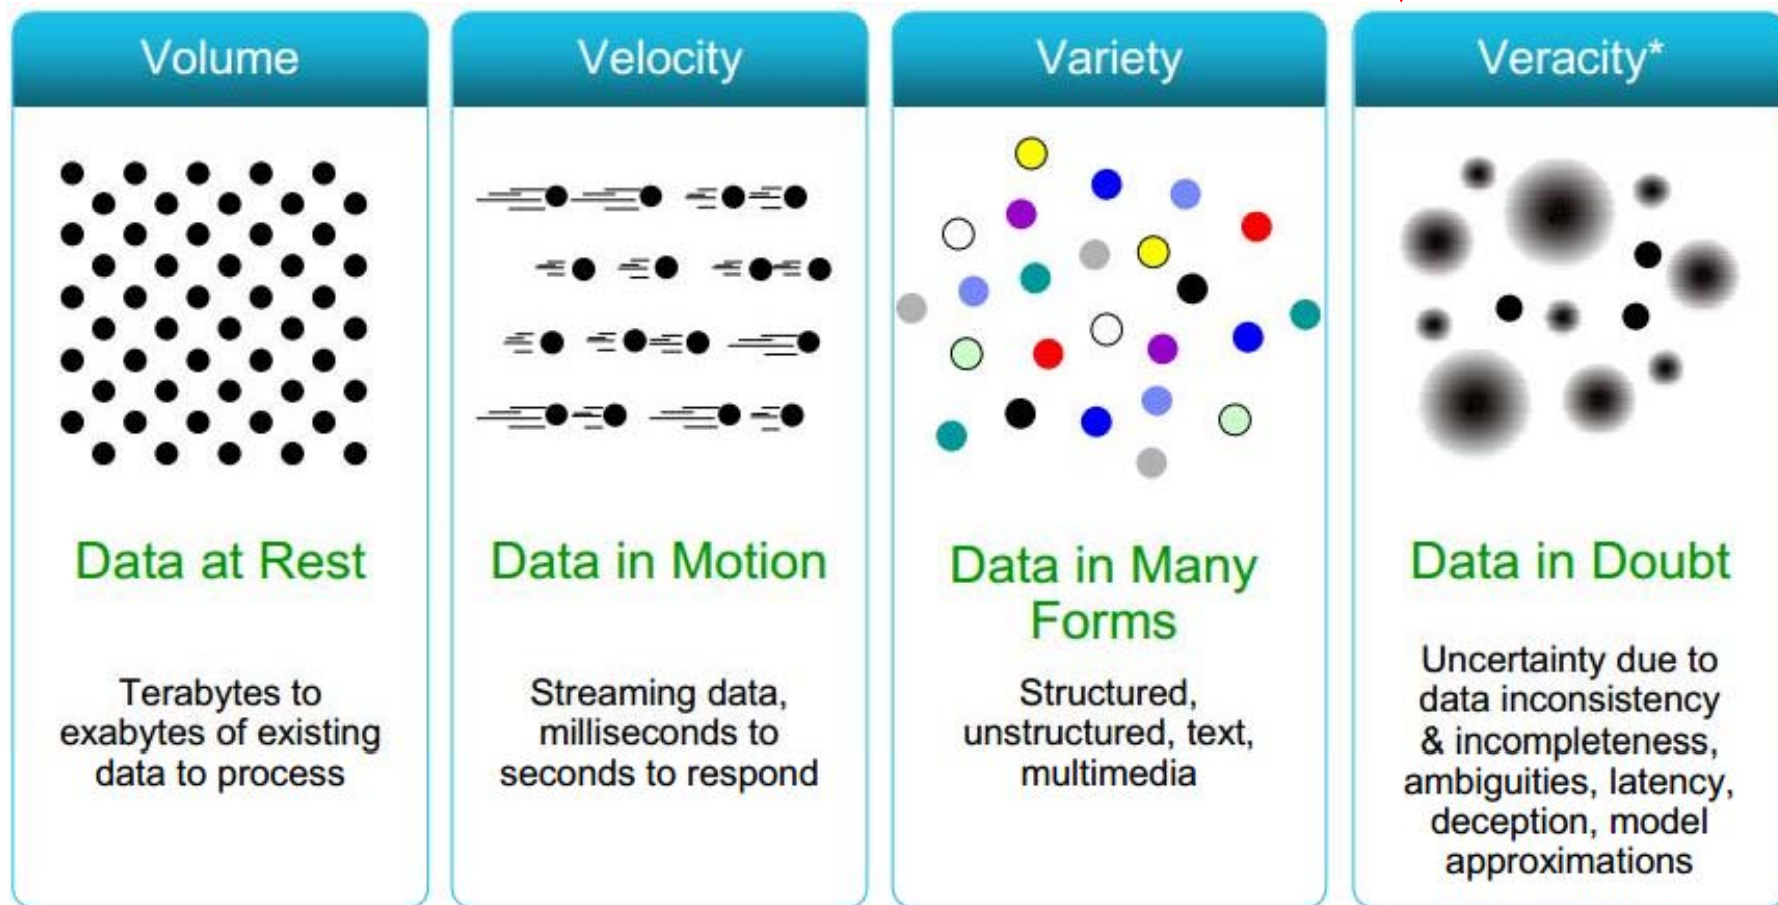 Volume
Data at Rest
Terabytes to
exabytes of existing
data to process
Velocity
Data in Motion
Streaming data,
milliseconds to
seconds to respond
Variety
Data in Many
Forms
Structured,
unstructured, text,
multimedia
Veracity*
Data in Doubt
Uncertainty due to
data inconsistency
& incompleteness,
ambiguities, latency,
deception, model
approximations